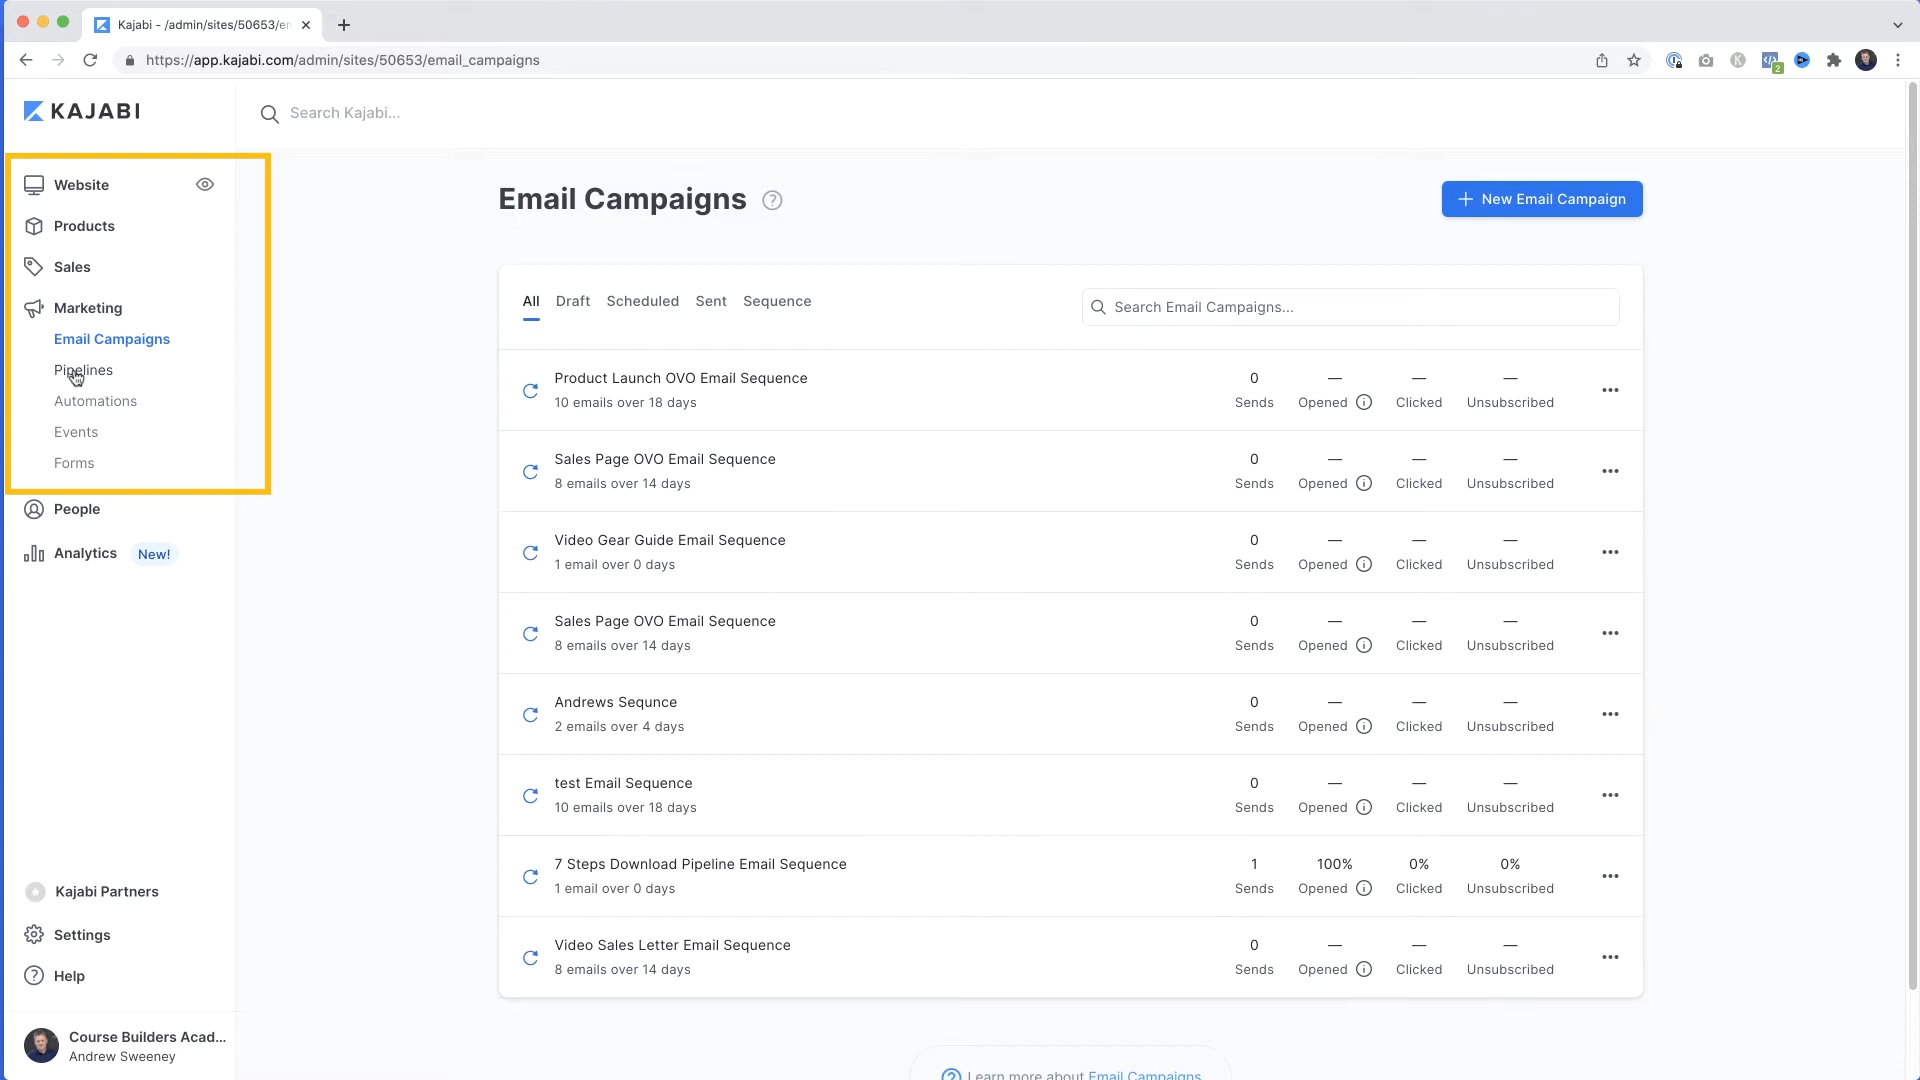 Kajabi - /admin/sites/50653/en
https://app.kajabi.com/admin/sites/50653/email_campaigns
2
KAJABI
Search Kajabi...
Website
Products
Sales
Marketing
Email Campaigns
Pipelines
Automations
Events
Forms
People
Analytics New!
Kajabi Partners
Settings
Help
Course Builders Acad...
Andrew Sweeney
Email Campaigns
New Email Campaign
All Draft Scheduled Sent Sequence
Search Email Campaigns...
Product Launch OVO Email Sequence 0 — — —
10 emails over 18 days Sends Opened Clicked Unsubscribed
Sales Page OVO Email Sequence 0 — — —
8 emails over 14 days Sends Opened Clicked Unsubscribed
Video Gear Guide Email Sequence 0 — — —
1 email over 0 days Sends Opened Clicked Unsubscribed
Sales Page OVO Email Sequence 0 — — —
8 emails over 14 days Sends Opened Clicked Unsubscribed
Andrews Sequnce 0 — — —
2 emails over 4 days Sends Opened Clicked Unsubscribed
test Email Sequence 0 — — —
10 emails over 18 days Sends Opened Clicked Unsubscribed
7 Steps Download Pipeline Email Sequence 1 100% 0% 0%
1 email over 0 days Sends Opened Clicked Unsubscribed
Video Sales Letter Email Sequence 0 — — —
8 emails over 14 days Sends Opened Clicked Unsubscribed
Learn more about Email Campaigns